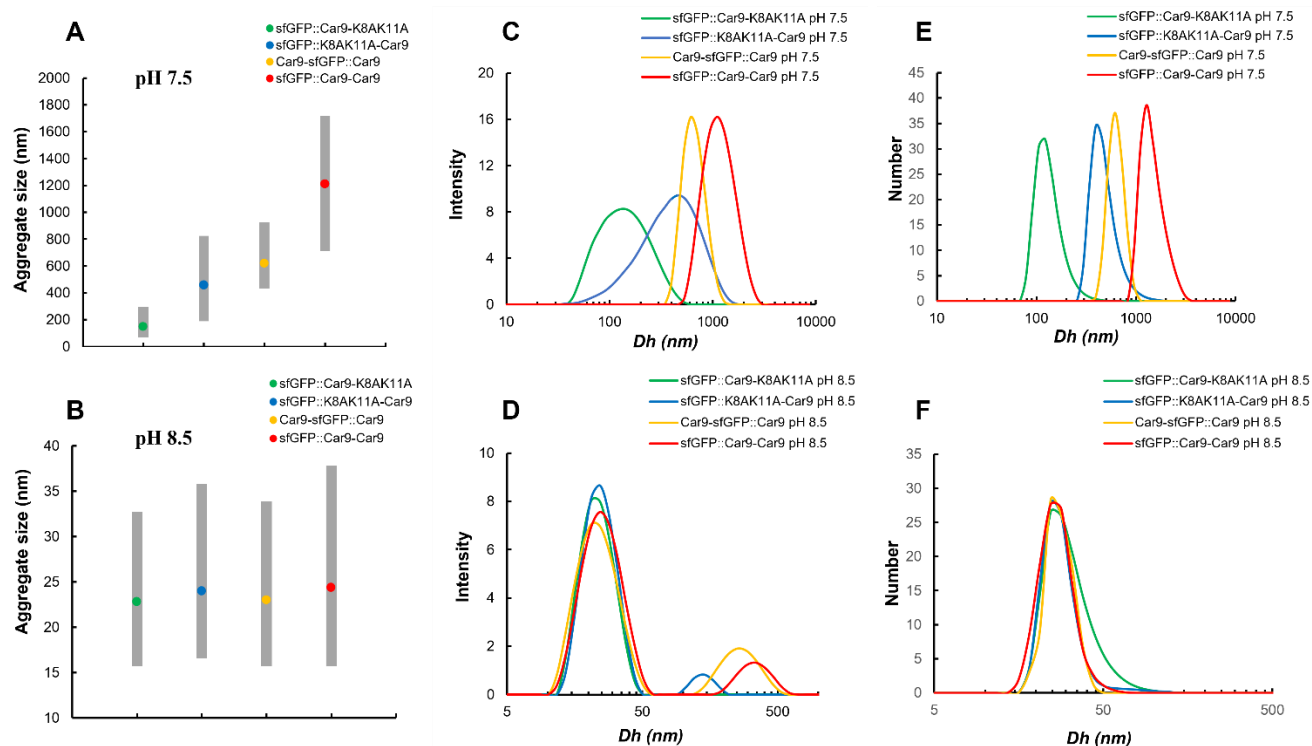 A
sfGFP::Car9-K8AK11A
sfGFP::K8AK11A-Car9
Car9-sfGFP::Car9
sfGFP::Car9-Car9
pH 7.5
Aggregate size (nm)
2000
1800
1600
1400
1200
1000
800
600
400
200
0
C
sfGFP::Car9-K8AK11A pH 7.5
sfGFP::K8AK11A-Car9 pH 7.5
Car9-sfGFP::Car9 pH 7.5
sfGFP::Car9-Car9 pH 7.5
Intensity
20
16
12
8
4
0
10 100 1000 10000
Dh (nm)
E
sfGFP::Car9-K8AK11A pH 7.5
sfGFP::K8AK11A-Car9 pH 7.5
Car9-sfGFP::Car9 pH 7.5
sfGFP::Car9-Car9 pH 7.5
Number
45
40
35
30
25
20
15
10
5
0
10 100 1000 10000
Dh (nm)
B
sfGFP::Car9-K8AK11A
sfGFP::K8AK11A-Car9
Car9-sfGFP::Car9
sfGFP::Car9-Car9
pH 8.5
Aggregate size (nm)
40
35
30
25
20
15
10
D
sfGFP::Car9-K8AK11A pH 8.5
sfGFP::K8AK11A-Car9 pH 8.5
Car9-sfGFP::Car9 pH 8.5
sfGFP::Car9-Car9 pH 8.5
Intensity
10
8
6
4
2
0
5 50 500
Dh (nm)
F
sfGFP::Car9-K8AK11A pH 8.5
sfGFP::K8AK11A-Car9 pH 8.5
Car9-sfGFP::Car9 pH 8.5
sfGFP::Car9-Car9 pH 8.5
Number
35
30
25
20
15
10
5
0
5 50 500
Dh (nm)